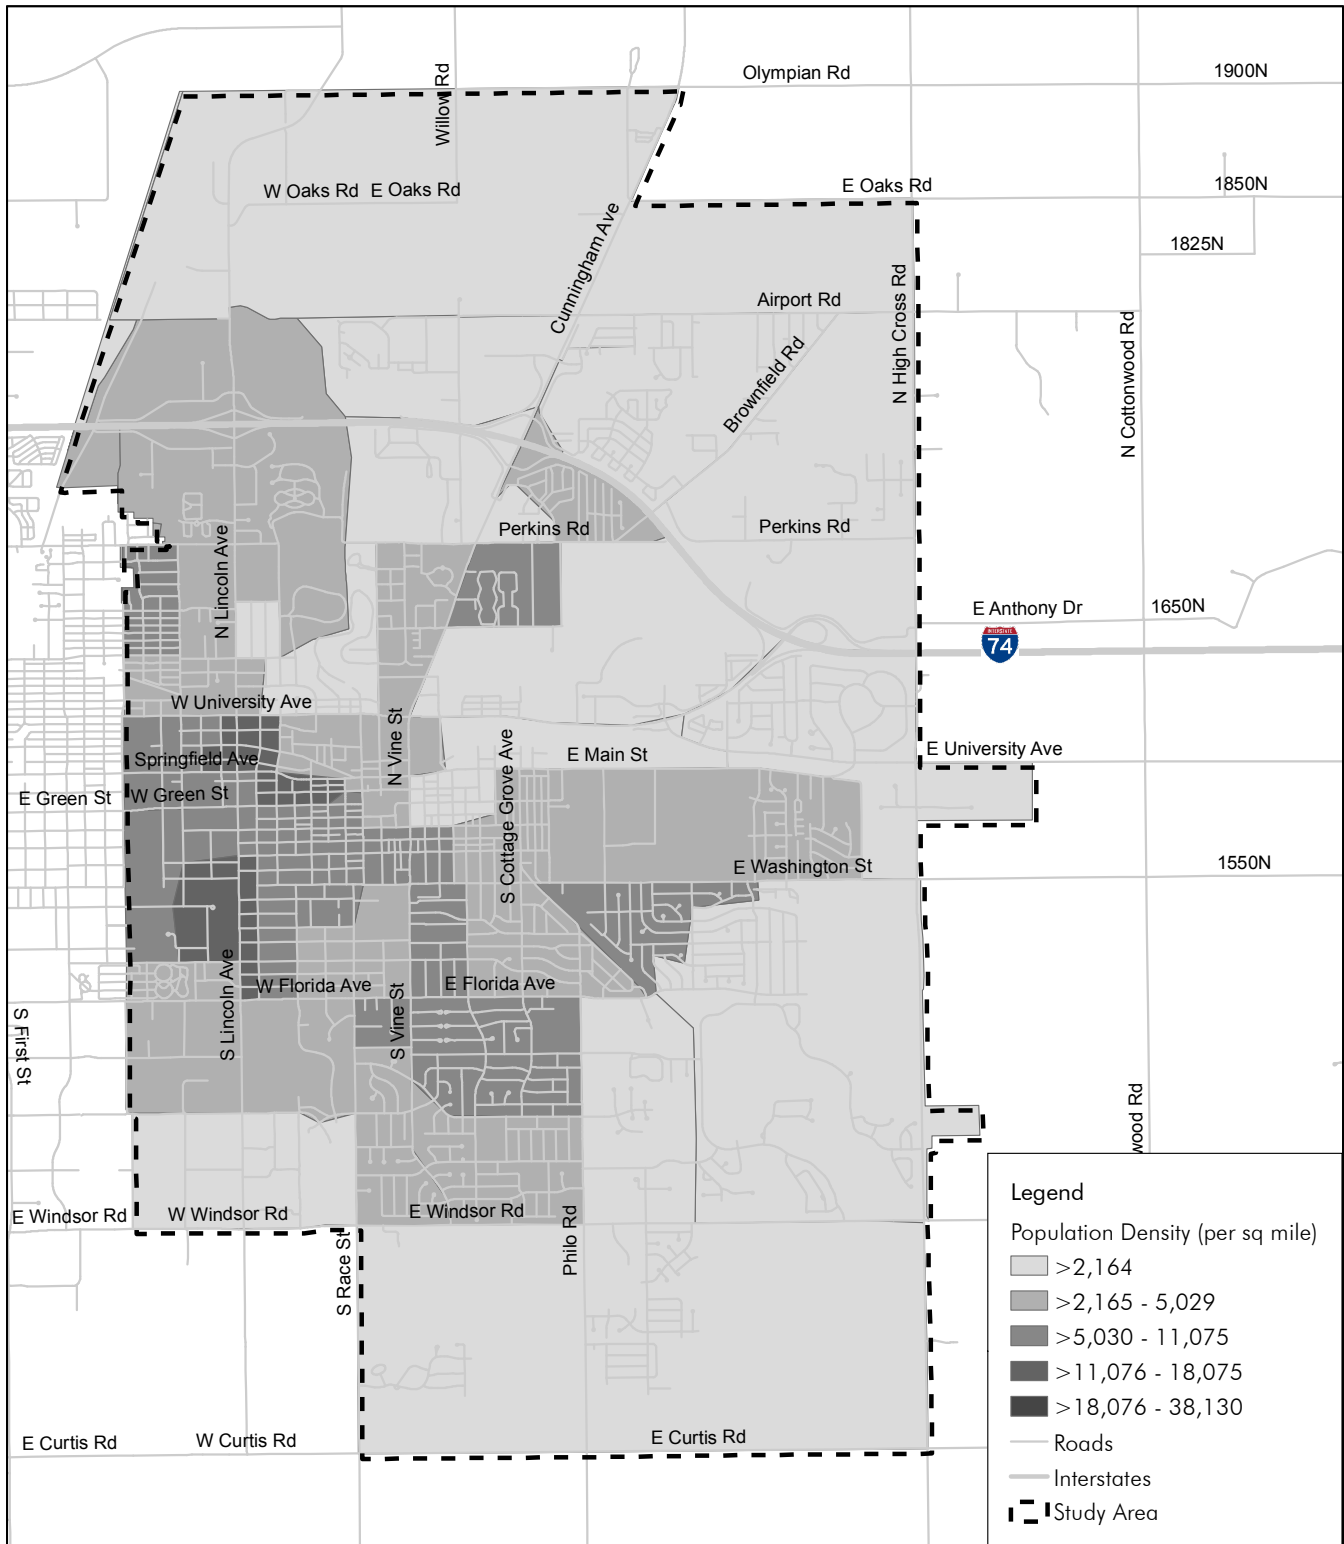 Olympian Rd
1900N
Willow Rd
W Oaks Rd
E Oaks Rd
E Oaks Rd
1850N
Cunningham Ave
1825N
Airport Rd
N High Cross Rd
Brownfield Rd
N Cottonwood Rd
Perkins Rd
Perkins Rd
N Lincoln Ave
E Anthony Dr
1650N
INTERSTATE
74
W University Ave
N Vine St
E Main St
E University Ave
Springfield Ave
S Cottage Grove Ave
E Green St
W Green St
E Washington St
1550N
S Lincoln Ave
W Florida Ave
E Florida Ave
S Vine St
S First St
wood Rd
E Windsor Rd
W Windsor Rd
E Windsor Rd
S Race St
Philo Rd
E Curtis Rd
W Curtis Rd
E Curtis Rd
Legend
Population Density (per sq mile)
>2,164
>2,165 - 5,029
>5,030 - 11,075
>11,076 - 18,075
>18,076 - 38,130
Roads
Interstates
Study Area